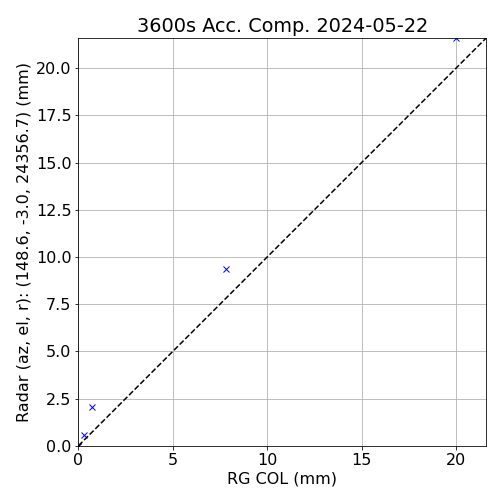 3600s Acc. Comp. 2024-05-22
Radar (az, el, r): (148.6, -3.0, 24356.7) (mm)
20.0
17.5
15.0
12.5
10.0
7.5
5.0
2.5
0.0
0 5 10 15 20
RG COL (mm)